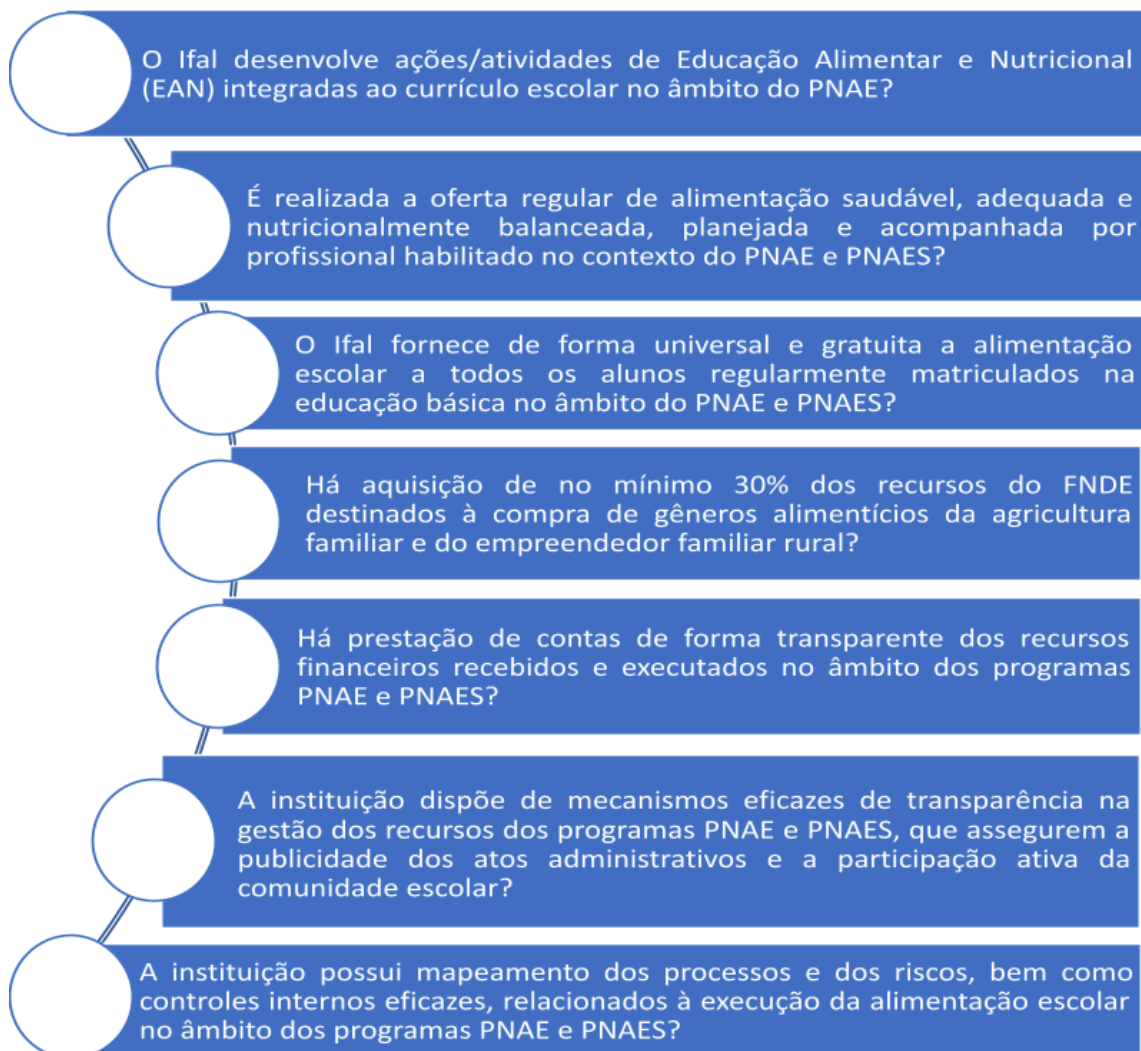 O Ifal desenvolve ações/atividades de Educação Alimentar e Nutricional
(EAN) integradas ao currículo escolar no âmbito do PNAE?
É realizada a oferta regular de alimentação saudável, adequada e
nutricionalmente balanceada, planejada e acompanhada por
profissional habilitado no contexto do PNAE e PNAES?
O Ifal fornece de forma universal e gratuita a alimentação
escolar a todos os alunos regularmente matriculados na
educação básica no âmbito do PNAE e PNAES?
Há aquisição de no mínimo 30% dos recursos do FNDE
destinados à compra de gêneros alimentícios da agricultura
familiar e do empreendedor familiar rural?
Há prestação de contas de forma transparente dos recursos
financeiros recebidos e executados no âmbito dos programas
PNAE e PNAES?
A instituição dispõe de mecanismos eficazes de transparência na
gestão dos recursos dos programas PNAE e PNAES, que assegurem a
publicidade dos atos administrativos e a participação ativa da
comunidade escolar?
A instituição possui mapeamento dos processos e dos riscos, bem como
controles internos eficazes, relacionados à execução da alimentação escolar
no âmbito dos programas PNAE e PNAES?